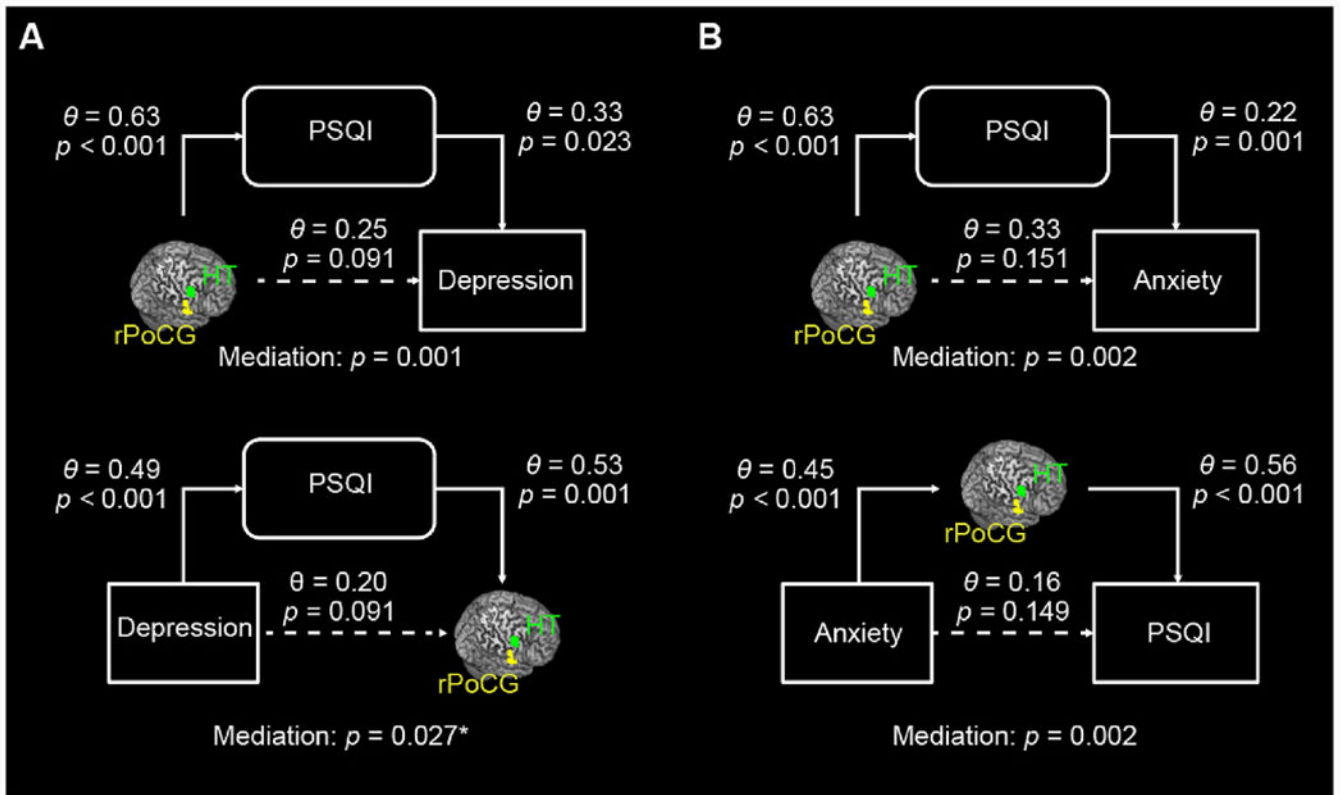 A
θ = 0.63
p < 0.001
PSQI
θ = 0.33
p = 0.023
θ = 0.25
p = 0.091
HT
rPoCG
Depression
Mediation: p = 0.001
θ = 0.49
p < 0.001
PSQI
θ = 0.53
p = 0.001
Depression
θ = 0.20
p = 0.091
HT
rPoCG
Mediation: p = 0.027*
B
θ = 0.63
p < 0.001
PSQI
θ = 0.22
p = 0.001
θ = 0.33
p = 0.151
HT
rPoCG
Anxiety
Mediation: p = 0.002
θ = 0.45
p < 0.001
HT
rPoCG
θ = 0.56
p < 0.001
Anxiety
θ = 0.16
p = 0.149
PSQI
Mediation: p = 0.002